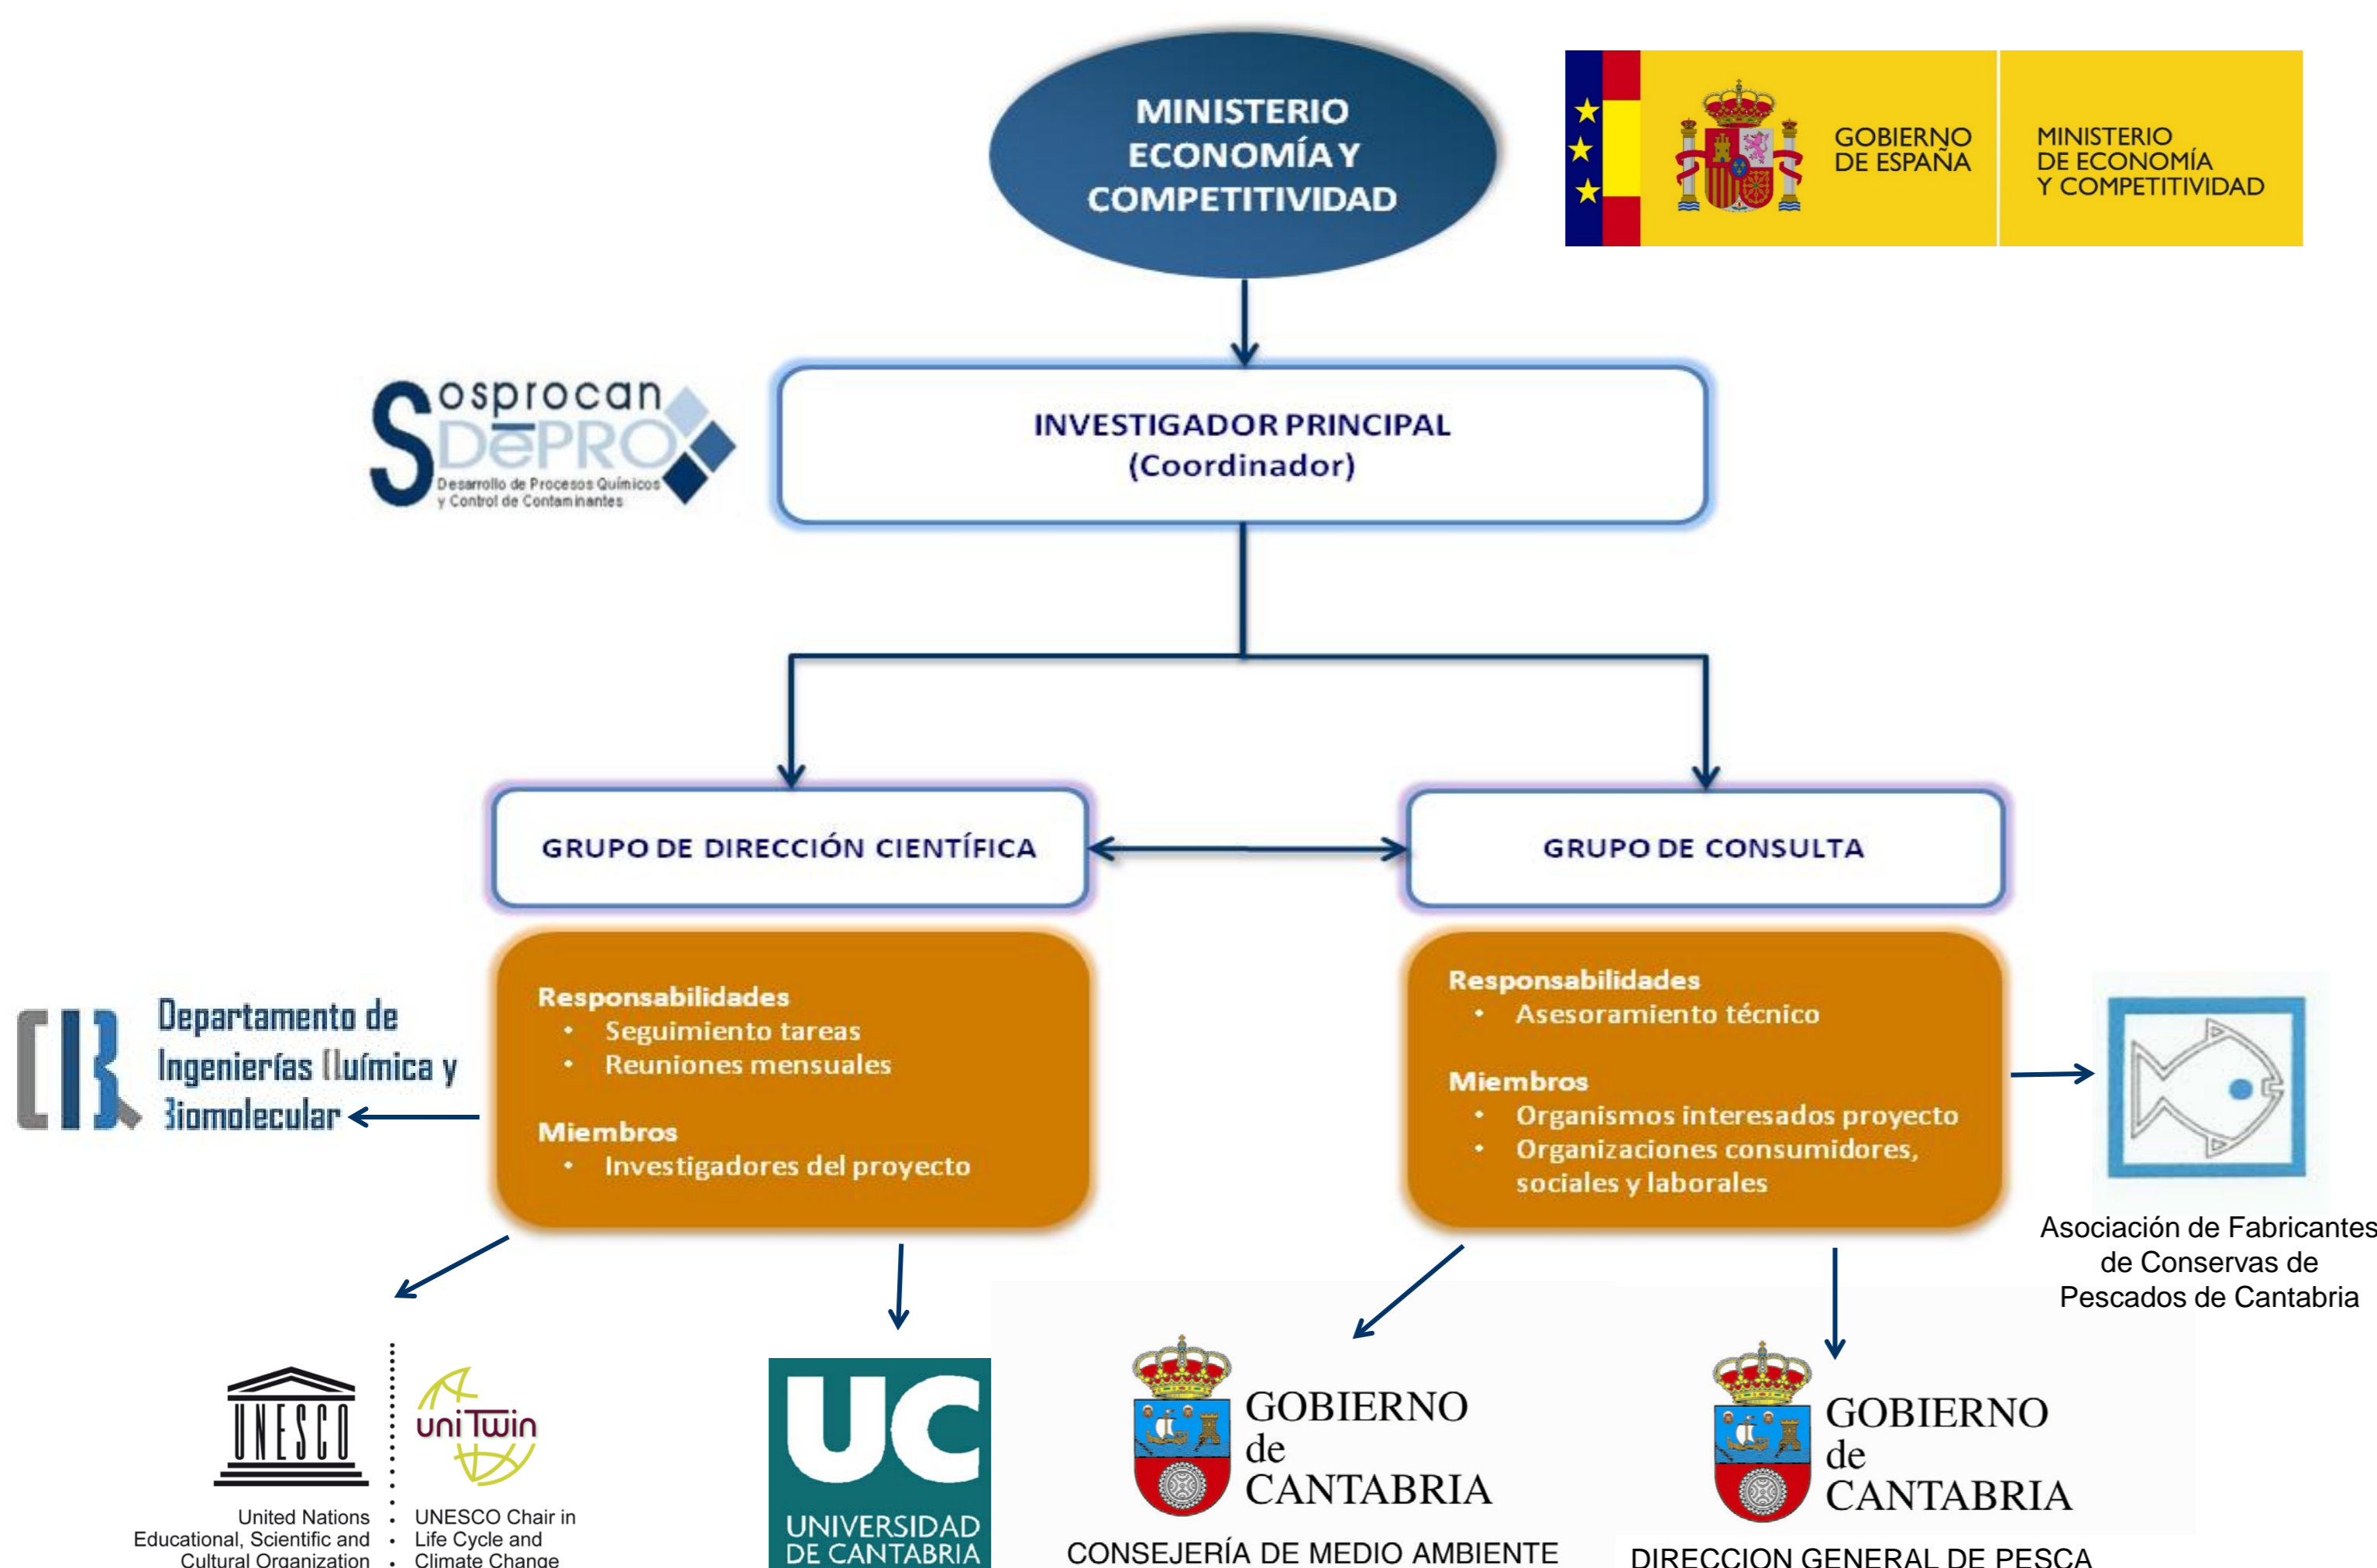 MINISTERIO
ECONOMÍA Y
COMPETITIVIDAD
GOBIERNO
DE ESPAÑA
MINISTERIO
DE ECONOMÍA
Y COMPETITIVIDAD
Sosprocan
DePRO
Desarrollo de Procesos Químicos
y Control de Contaminantes
INVESTIGADOR PRINCIPAL
(Coordinador)
GRUPO DE DIRECCIÓN CIENTÍFICA
GRUPO DE CONSULTA
Departamento de
Ingenierías Química y
Biomolecular
Responsabilidades
• Seguimiento tareas
• Reuniones mensuales
Miembros
• Investigadores del proyecto
Responsabilidades
• Asesoramiento técnico
Miembros
• Organismos interesados proyecto
• Organizaciones consumidores,
sociales y laborales
Asociación de Fabricantes
de Conservas de
Pescados de Cantabria
UNESCO
United Nations
Educational, Scientific and
Cultural Organization
uniTwin
UNESCO Chair in
Life Cycle and
Climate Change
UC
UNIVERSIDAD
DE CANTABRIA
GOBIERNO
de
CANTABRIA
CONSEJERÍA DE MEDIO AMBIENTE
GOBIERNO
de
CANTABRIA
DIRECCION GENERAL DE PESCA